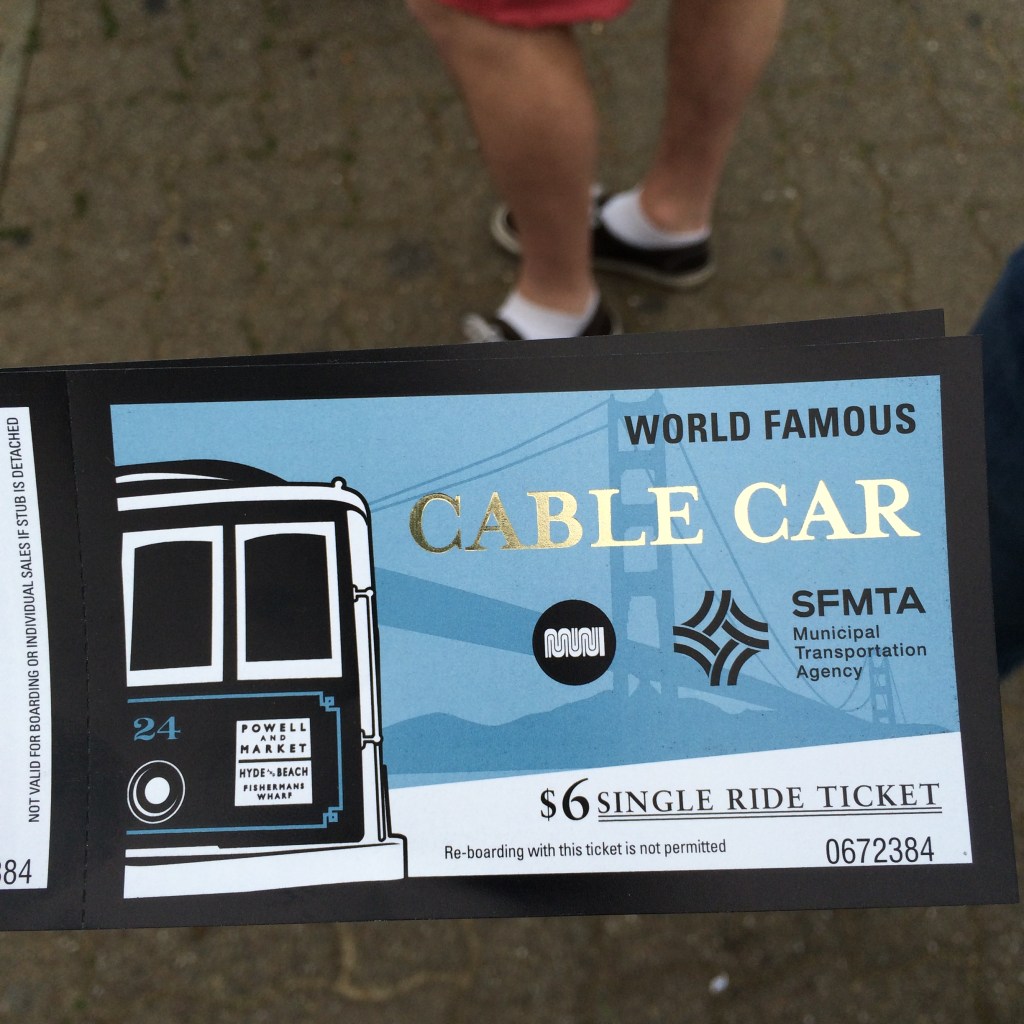 NOT VALID FOR BOARDING OR INDIVIDUAL SALES IF STUB IS DETACHED
384
WORLD FAMOUS
CABLE CAR
muni
SFMTA
Municipal
Transportation
Agency
24
POWELL
AND
MARKET
HYDE AND BEACH
FISHERMANS
WHARF
$6 SINGLE RIDE TICKET
Re-boarding with this ticket is not permitted
0672384